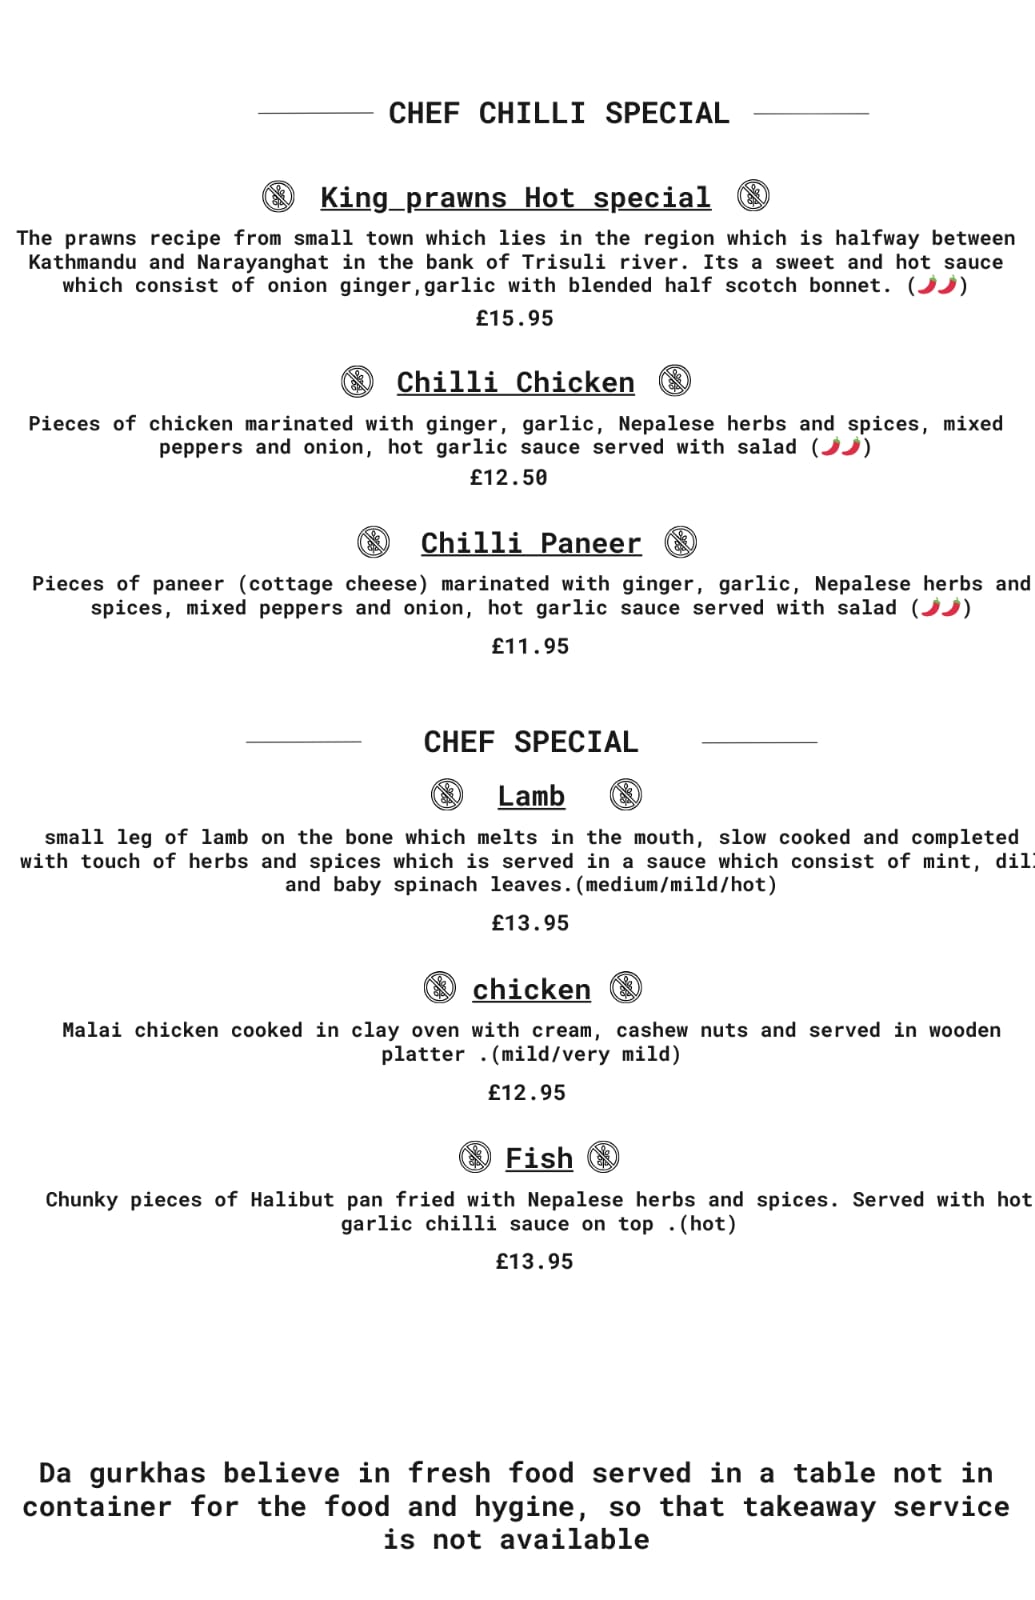 CHEF CHILLI SPECIAL
King prawns Hot special
The prawns recipe from small town which lies in the region which is halfway between
Kathmandu and Narayanghat in the bank of Trisuli river. Its a sweet and hot sauce
which consist of onion ginger,garlic with blended half scotch bonnet. (🌶️🌶️)
£15.95
Chilli Chicken
Pieces of chicken marinated with ginger, garlic, Nepalese herbs and spices, mixed
peppers and onion, hot garlic sauce served with salad (🌶️🌶️)
£12.50
Chilli Paneer
Pieces of paneer (cottage cheese) marinated with ginger, garlic, Nepalese herbs and
spices, mixed peppers and onion, hot garlic sauce served with salad (🌶️🌶️)
£11.95
CHEF SPECIAL
Lamb
small leg of lamb on the bone which melts in the mouth, slow cooked and completed
with touch of herbs and spices which is served in a sauce which consist of mint, dill
and baby spinach leaves.(medium/mild/hot)
£13.95
chicken
Malai chicken cooked in clay oven with cream, cashew nuts and served in wooden
platter .(mild/very mild)
£12.95
Fish
Chunky pieces of Halibut pan fried with Nepalese herbs and spices. Served with hot
garlic chilli sauce on top .(hot)
£13.95
Da gurkhas believe in fresh food served in a table not in
container for the food and hygine, so that takeaway service
is not available